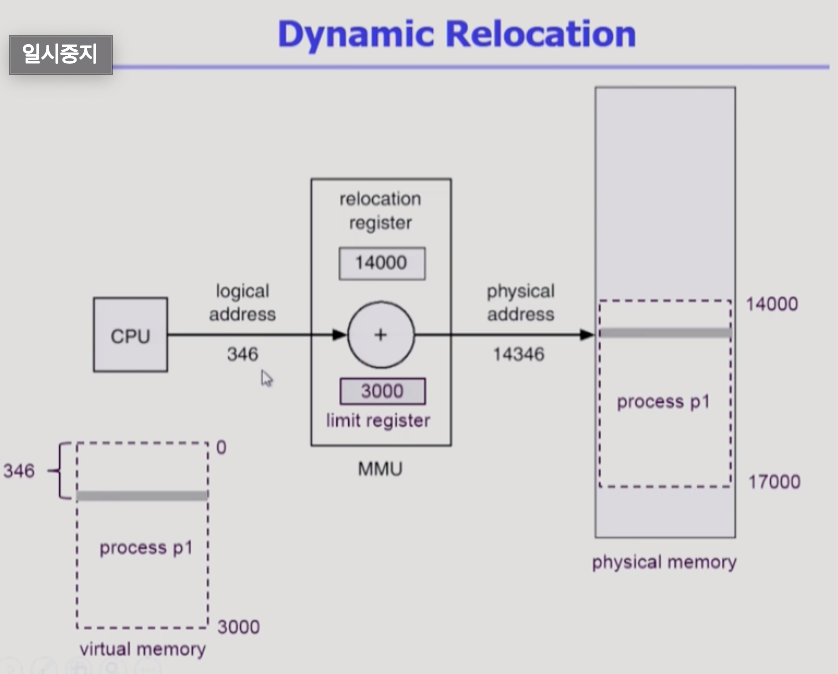 Dynamic Relocation
일시중지
relocation
register
14000
logical
address
346
CPU
+
3000
limit register
MMU
physical
address
14346
14000
process p1
17000
physical memory
0
346
process p1
3000
virtual memory